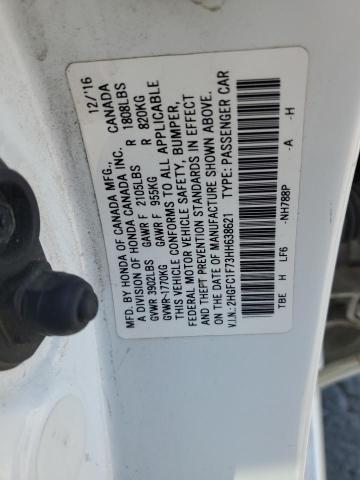 MFD. BY HONDA OF CANADA MFG., CANADA 12/'16
A DIVISION OF HONDA CANADA INC.
GVWR 3902LBS GAWR F 2105LBS R 1808LBS
GVWR-1770KG GAWR F 955KG R 820KG
THIS VEHICLE CONFORMS TO ALL APPLICABLE
FEDERAL MOTOR VEHICLE SAFETY, BUMPER,
AND THEFT PREVENTION STANDARDS IN EFFECT
ON THE DATE OF MANUFACTURE SHOWN ABOVE.
V.I.N.: 2HGFC1F73HH638621 TYPE: PASSENGER CAR
TBE H LF6 -NH788P -A -H